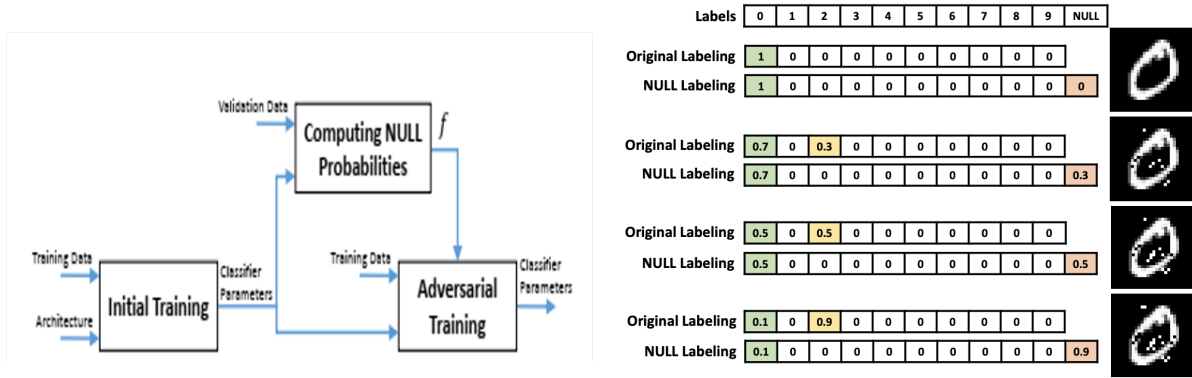 Validation Data
Computing NULL
Probabilities
f
Training Data
Architecture
Initial Training
Classifier
Parameters
Training Data
Adversarial
Training
Classifier
Parameters
Labels 0 1 2 3 4 5 6 7 8 9 NULL
Original Labeling 1 0 0 0 0 0 0 0 0 0
NULL Labeling 1 0 0 0 0 0 0 0 0 0 0
Original Labeling 0.7 0 0.3 0 0 0 0 0 0 0
NULL Labeling 0.7 0 0 0 0 0 0 0 0 0 0.3
Original Labeling 0.5 0 0.5 0 0 0 0 0 0 0
NULL Labeling 0.5 0 0 0 0 0 0 0 0 0 0.5
Original Labeling 0.1 0 0.9 0 0 0 0 0 0 0
NULL Labeling 0.1 0 0 0 0 0 0 0 0 0 0.9